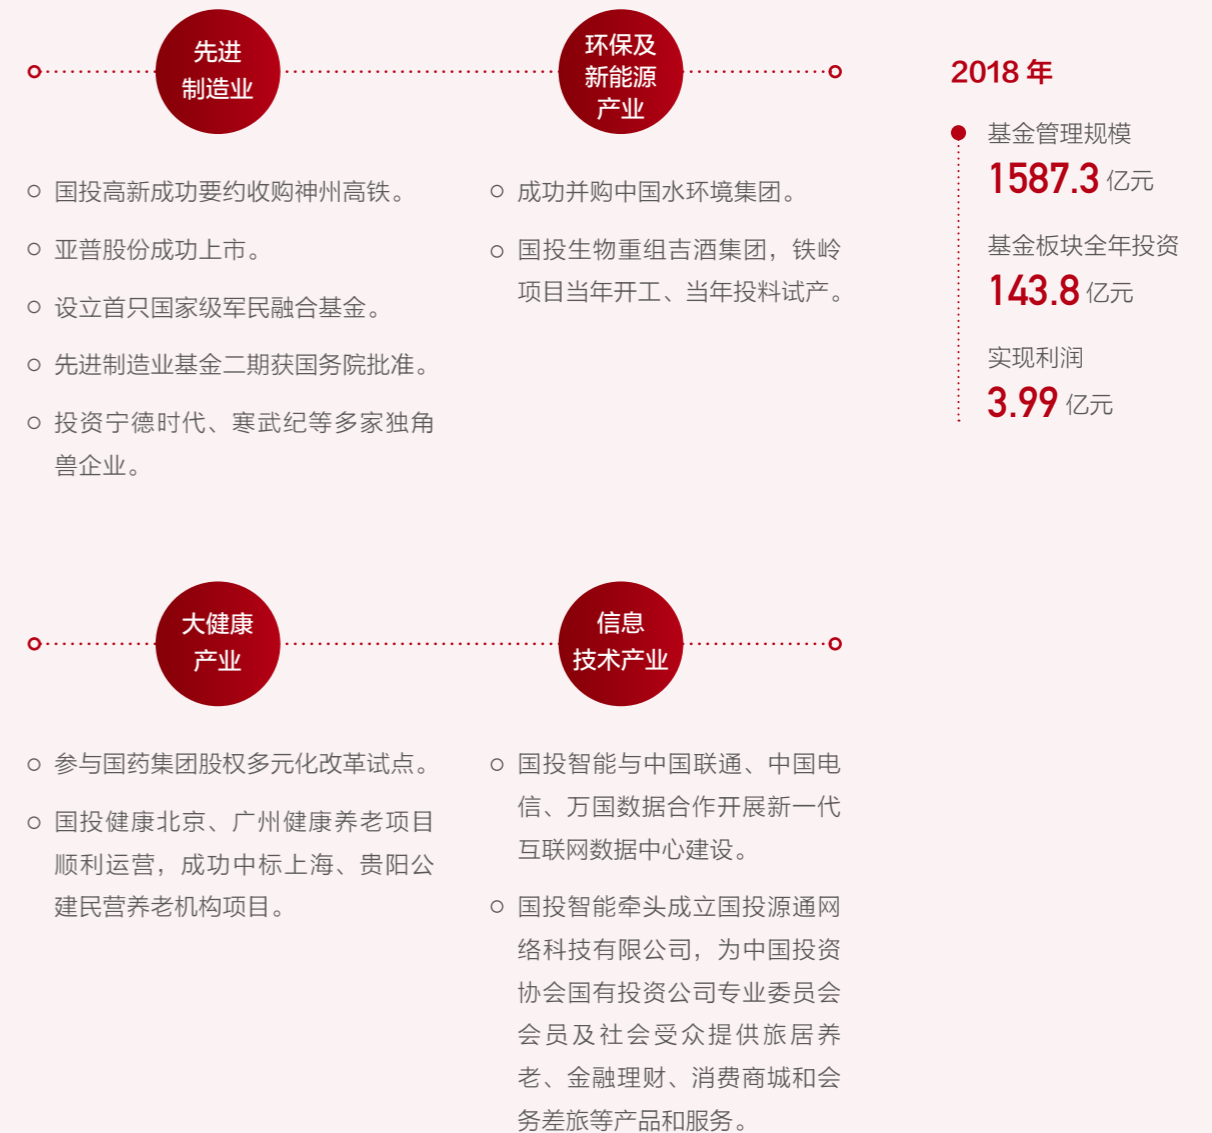 先进
制造业
国投高新成功要约收购神州高铁。
亚普股份成功上市。
设立首只国家级军民融合基金。
先进制造业基金二期获国务院批准。
投资宁德时代、寒武纪等多家独角
兽企业。
环保及
新能源
产业
成功并购中国水环境集团。
国投生物重组吉酒集团，铁岭
项目当年开工、当年投料试产。
2018 年
基金管理规模
1587.3 亿元
基金板块全年投资
143.8 亿元
实现利润
3.99 亿元
大健康
产业
参与国药集团股权多元化改革试点。
国投健康北京、广州健康养老项目
顺利运营，成功中标上海、贵阳公
建民营养老机构项目。
信息
技术产业
国投智能与中国联通、中国电
信、万国数据合作开展新一代
互联网数据中心建设。
国投智能牵头成立国投源通网
络科技有限公司，为中国投资
协会国有投资公司专业委员会
会员及社会受众提供旅居养
老、金融理财、消费商城和会
务差旅等产品和服务。